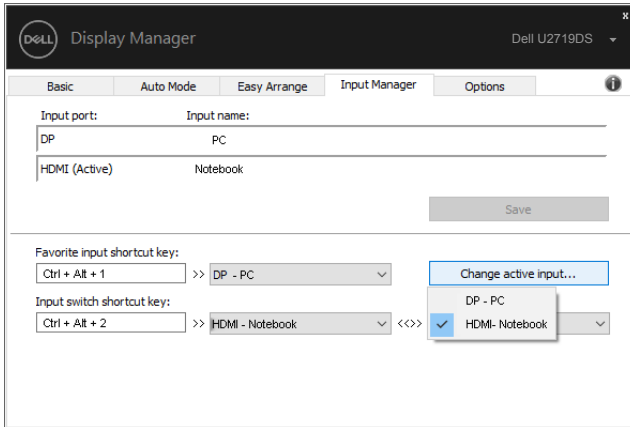 x
DELL Display Manager Dell U2719DS
Basic Auto Mode Easy Arrange Input Manager Options i
Input port: Input name:
DP PC
HDMI (Active) Notebook
Save
Favorite input shortcut key:
Ctrl + Alt + 1 >> DP - PC Change active input...
DP - PC
Input switch shortcut key:
Ctrl + Alt + 2 >> HDMI - Notebook <<>> HDMI- Notebook